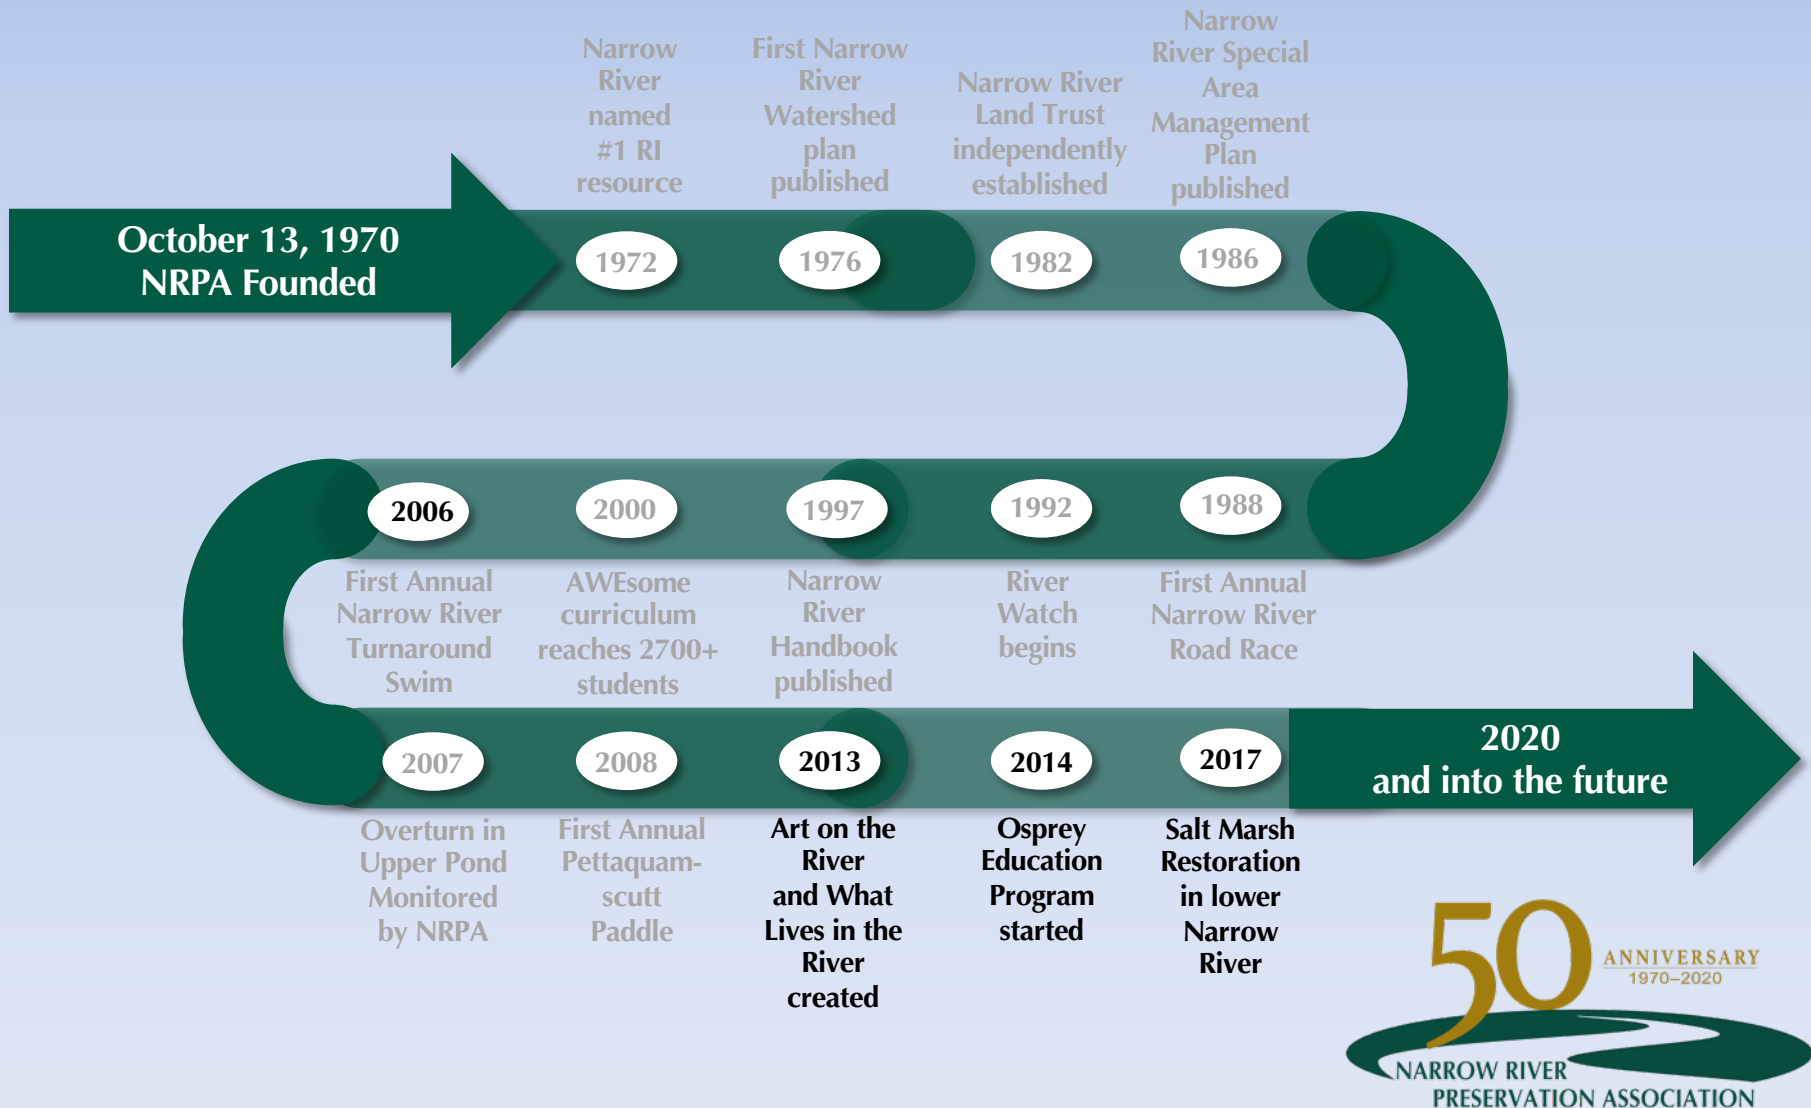 October 13, 1970
NRPA Founded
Narrow
River
named
#1 RI
resource
1972
First Narrow
River
Watershed
plan
published
1976
Narrow River
Land Trust
independently
established
1982
Narrow
River Special
Area
Management
Plan
published
1986
1988
First Annual
Narrow River
Road Race
1992
River
Watch
begins
1997
Narrow
River
Handbook
published
2000
AWEsome
curriculum
reaches 2700+
students
2006
First Annual
Narrow River
Turnaround
Swim
2007
Overturn in
Upper Pond
Monitored
by NRPA
2008
First Annual
Pettaquam-
scutt
Paddle
2013
Art on the
River
and What
Lives in the
River
created
2014
Osprey
Education
Program
started
2017
Salt Marsh
Restoration
in lower
Narrow
River
2020
and into the future
50
ANNIVERSARY
1970–2020
NARROW RIVER
PRESERVATION ASSOCIATION